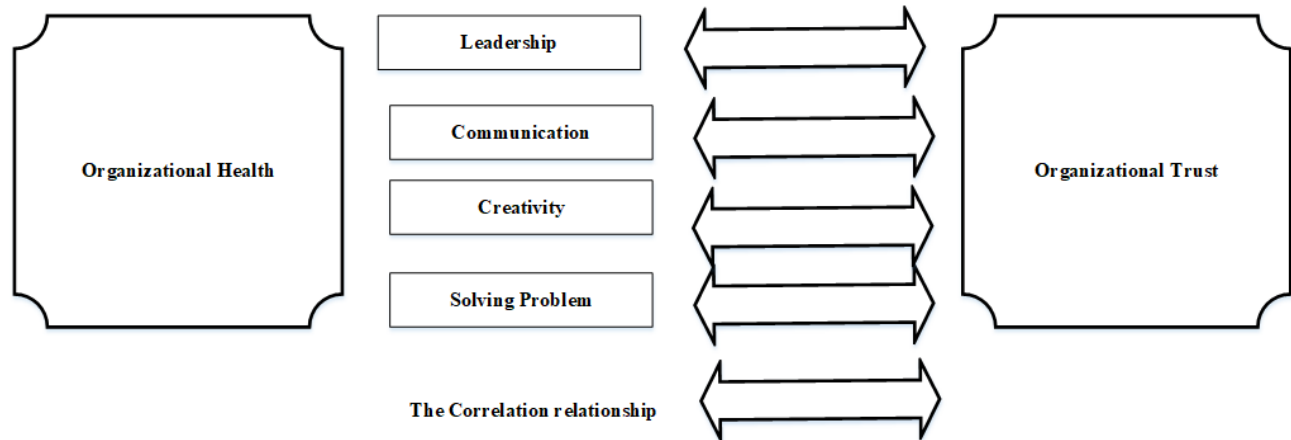 Leadership
Communication
Organizational Health
Organizational Trust
Creativity
Solving Problem
The Correlation relationship